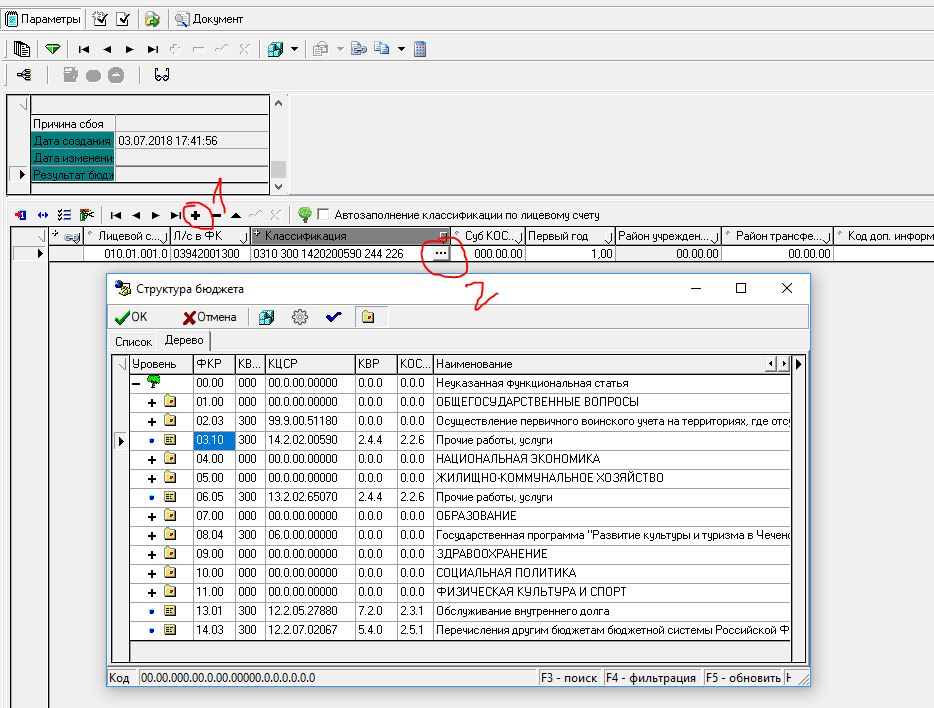 Параметры Документ
Причина сбоя
Дата создания 03.07.2018 17:41:56
Дата изменени
Результат бюдж
1
Автозаполнение классификации по лицевому счету
Лицевой с... Л/с в ФК Классификация Суб КОС... Первый год Район учрежден... Район трансфе... Код доп. информ
010.01.001.0 03942001300 0310 300 1420200590 244 226 ... 000.00.00 1,00 00.00.00 00.00.00
2
Структура бюджета
OK Отмена
Список Дерево
Уровень ФКР КВ... КЦСР КВР КОС... Наименование
00.00 000 00.0.00.00000 0.0.0 0.0.0 Неуказанная функциональная статья
01.00 000 00.0.00.00000 0.0.0 0.0.0 ОБЩЕГОСУДАРСТВЕННЫЕ ВОПРОСЫ
02.03 300 99.9.00.51180 0.0.0 0.0.0 Осуществление первичного воинского учета на территориях, где отсу
03.10 300 14.2.02.00590 2.4.4 2.2.6 Прочие работы, услуги
04.00 000 00.0.00.00000 0.0.0 0.0.0 НАЦИОНАЛЬНАЯ ЭКОНОМИКА
05.00 000 00.0.00.00000 0.0.0 0.0.0 ЖИЛИЩНО-КОММУНАЛЬНОЕ ХОЗЯЙСТВО
06.05 300 13.2.02.65070 2.4.4 2.2.6 Прочие работы, услуги
07.00 000 00.0.00.00000 0.0.0 0.0.0 ОБРАЗОВАНИЕ
08.04 300 06.0.00.00000 0.0.0 0.0.0 Государственная программа "Развитие культуры и туризма в Чеченс
09.00 000 00.0.00.00000 0.0.0 0.0.0 ЗДРАВООХРАНЕНИЕ
10.00 000 00.0.00.00000 0.0.0 0.0.0 СОЦИАЛЬНАЯ ПОЛИТИКА
11.00 000 00.0.00.00000 0.0.0 0.0.0 ФИЗИЧЕСКАЯ КУЛЬТУРА И СПОРТ
13.01 300 12.2.05.27880 7.2.0 2.3.1 Обслуживание внутреннего долга
14.03 300 12.2.07.02067 5.4.0 2.5.1 Перечисления другим бюджетам бюджетной системы Российской Ф
Код 00.00.000.00.0.00.00000.0.0.0.0.0.0 F3 - поиск F4 - фильтрация F5 - обновить